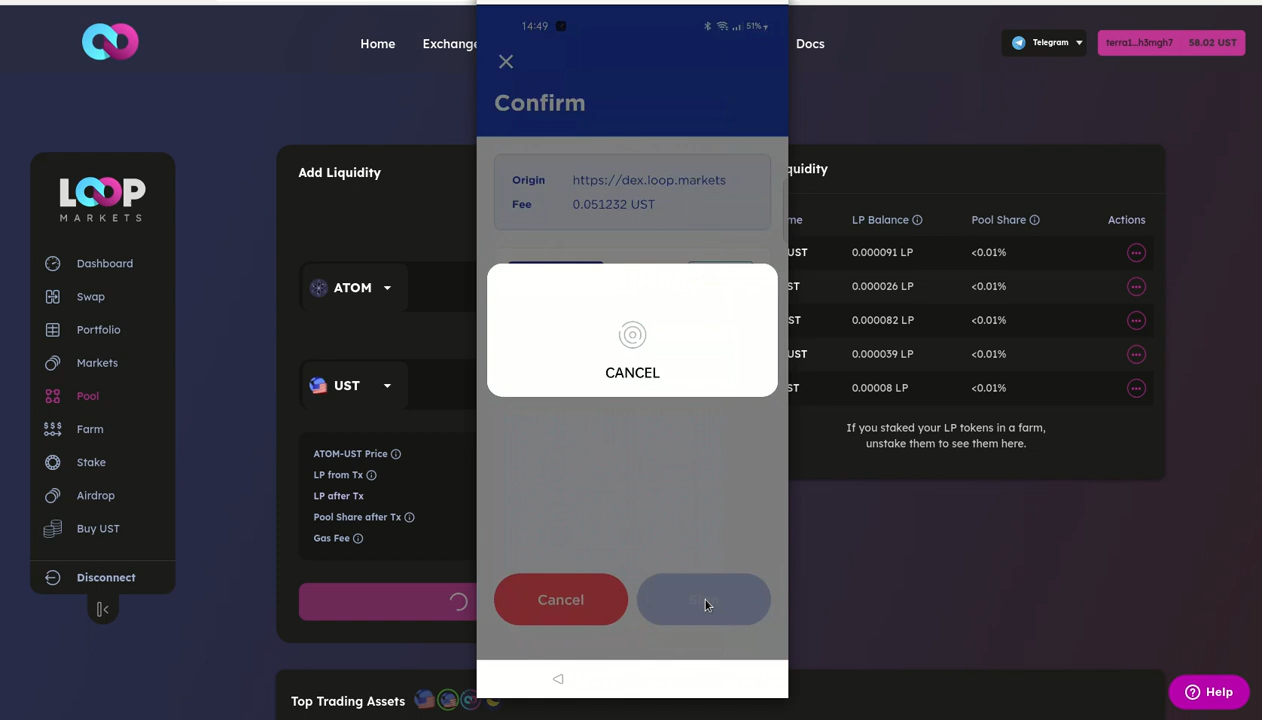 Home
Exchange
Docs
Telegram
terra1...h3mgh7 58.02 UST
LOOP
MARKETS
Dashboard
Swap
Portfolio
Markets
Pool
Farm
Stake
Airdrop
Buy UST
Disconnect
Add Liquidity
ATOM
UST
ATOM-UST Price
LP from Tx
LP after Tx
Pool Share after Tx
Gas Fee
14:49
51%
Confirm
Origin https://dex.loop.markets
Fee 0.051232 UST
CANCEL
Cancel
quidity
me LP Balance Pool Share Actions
UST 0.000091 LP <0.01%
ST 0.000026 LP <0.01%
ST 0.000082 LP <0.01%
UST 0.000039 LP <0.01%
ST 0.00008 LP <0.01%
If you staked your LP tokens in a farm,
unstake them to see them here.
Top Trading Assets
Help